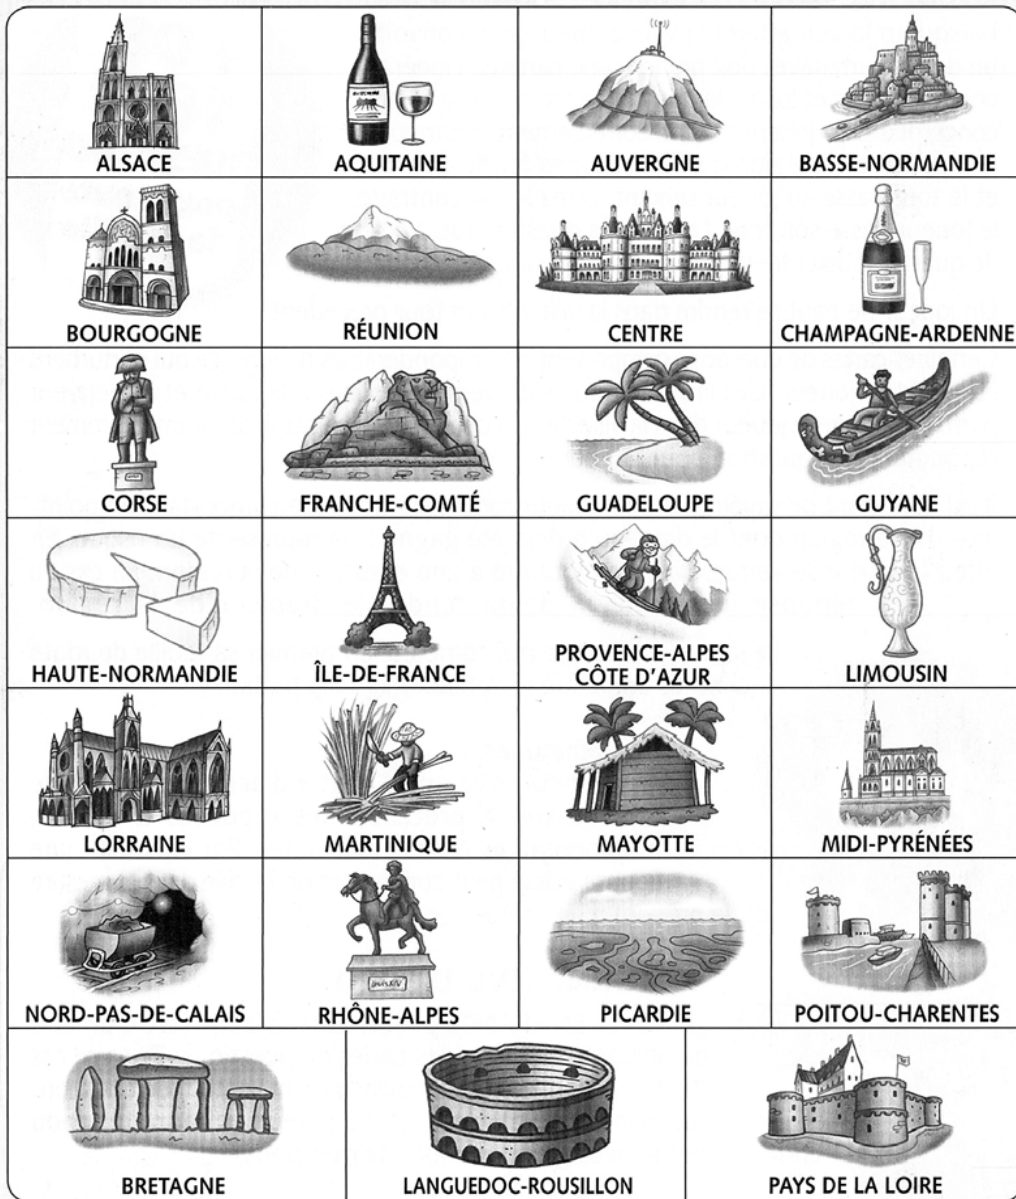 ALSACE
AQUITAINE
AUVERGNE
BASSE-NORMANDIE
BOURGOGNE
RÉUNION
CENTRE
CHAMPAGNE-ARDENNE
CORSE
FRANCHE-COMTÉ
GUADELOUPE
GUYANE
HAUTE-NORMANDIE
ÎLE-DE-FRANCE
PROVENCE-ALPES
CÔTE D'AZUR
LIMOUSIN
LORRAINE
MARTINIQUE
MAYOTTE
MIDI-PYRÉNÉES
NORD-PAS-DE-CALAIS
LOUIS XIV
RHÔNE-ALPES
PICARDIE
POITOU-CHARENTES
BRETAGNE
LANGUEDOC-ROUSILLON
PAYS DE LA LOIRE